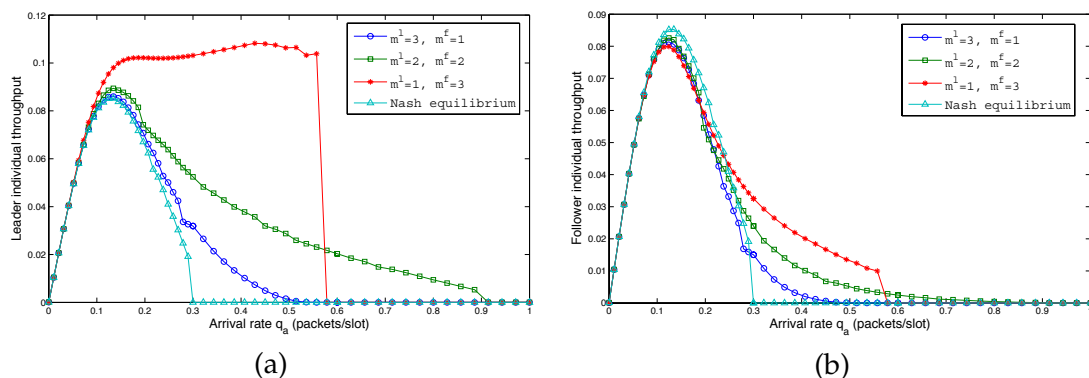 0.12
0.1
0.08
0.06
0.04
0.02
0
Leader individual throughput
0 0.1 0.2 0.3 0.4 0.5 0.6 0.7 0.8 0.9 1
Arrival rate q_a (packets/slot)
m^l=3, m^f=1
m^l=2, m^f=2
m^l=1, m^f=3
Nash equilibrium
(a)
0.09
0.08
0.07
0.06
0.05
0.04
0.03
0.02
0.01
0
Follower individual throughput
0 0.1 0.2 0.3 0.4 0.5 0.6 0.7 0.8 0.9 1
Arrival rate q_a (packets/slot)
m^l=3, m^f=1
m^l=2, m^f=2
m^l=1, m^f=3
Nash equilibrium
(b)